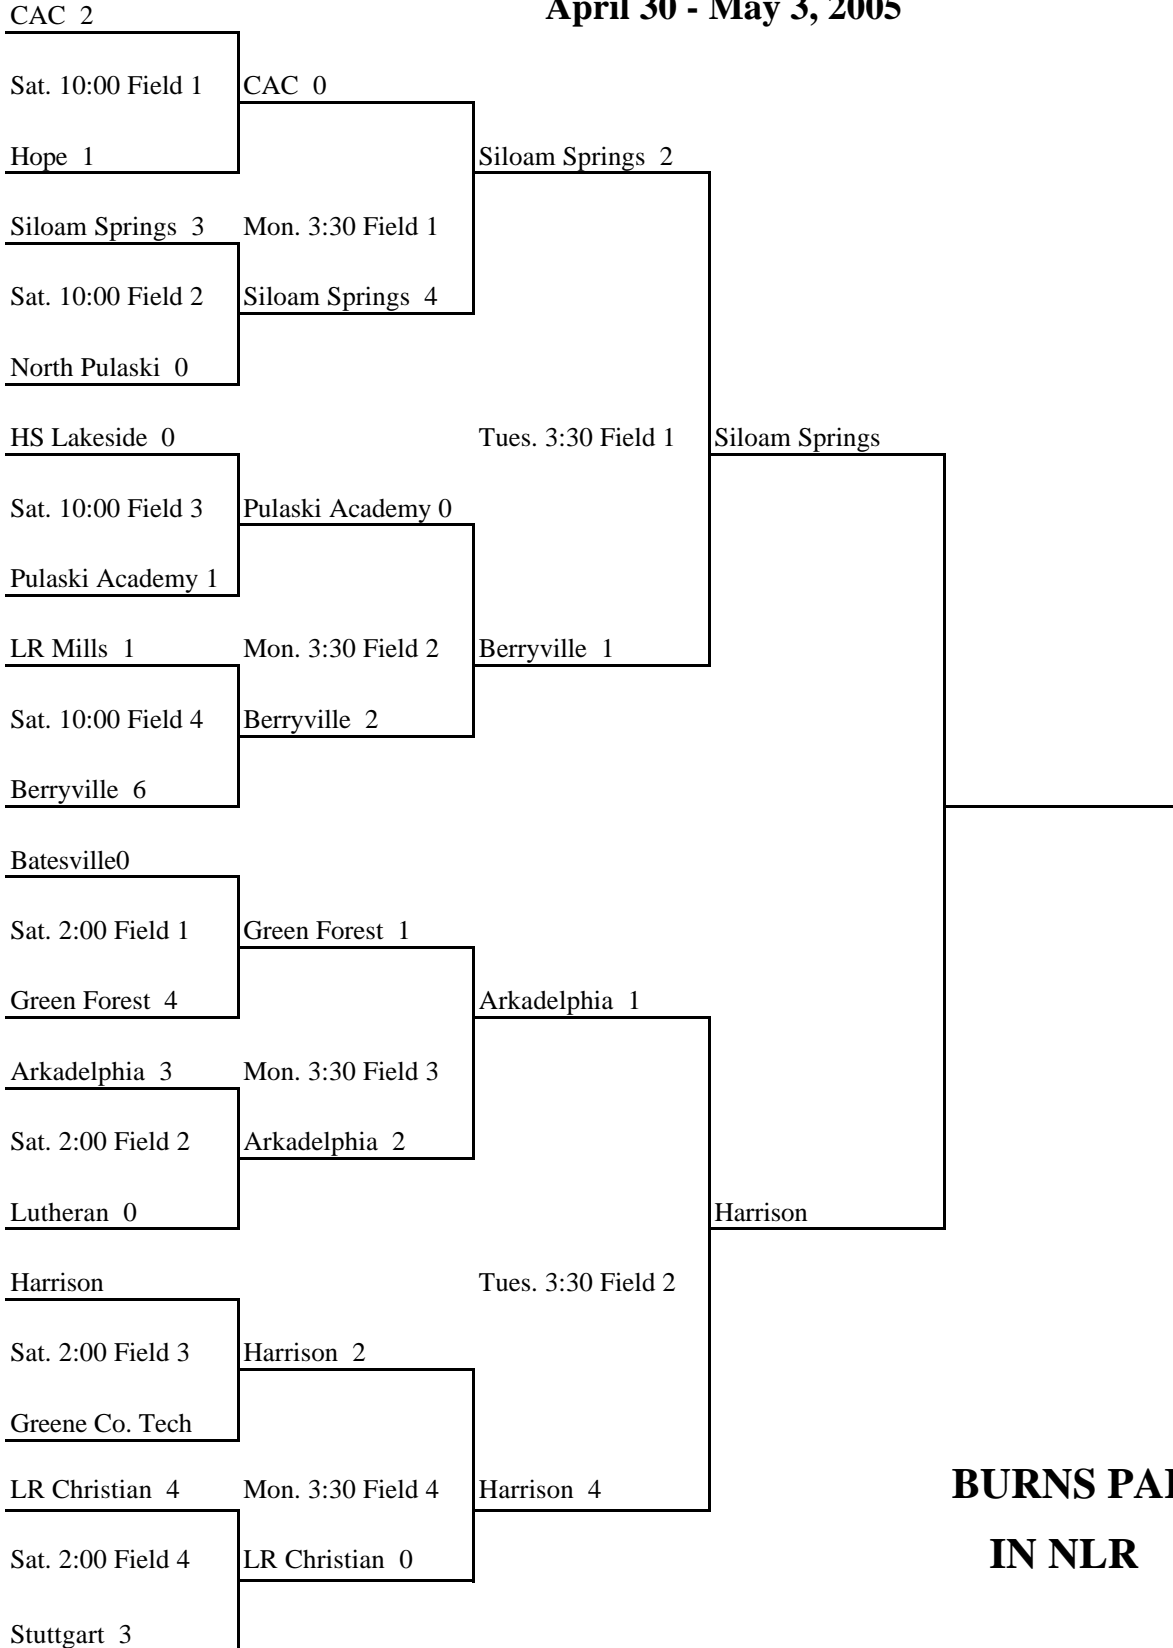 April 30 - May 3, 2005
CAC 2
Sat. 10:00 Field 1 CAC 0
Hope 1 Siloam Springs 2
Siloam Springs 3 Mon. 3:30 Field 1
Sat. 10:00 Field 2 Siloam Springs 4
North Pulaski 0
HS Lakeside 0 Tues. 3:30 Field 1 Siloam Springs
Sat. 10:00 Field 3 Pulaski Academy 0
Pulaski Academy 1
LR Mills 1 Mon. 3:30 Field 2 Berryville 1
Sat. 10:00 Field 4 Berryville 2
Berryville 6
Batesville0
Sat. 2:00 Field 1 Green Forest 1
Green Forest 4 Arkadelphia 1
Arkadelphia 3 Mon. 3:30 Field 3
Sat. 2:00 Field 2 Arkadelphia 2
Lutheran 0 Harrison
Harrison Tues. 3:30 Field 2
Sat. 2:00 Field 3 Harrison 2
Greene Co. Tech
LR Christian 4 Mon. 3:30 Field 4 Harrison 4 BURNS
Sat. 2:00 Field 4 LR Christian 0 IN NLR
Stuttgart 3